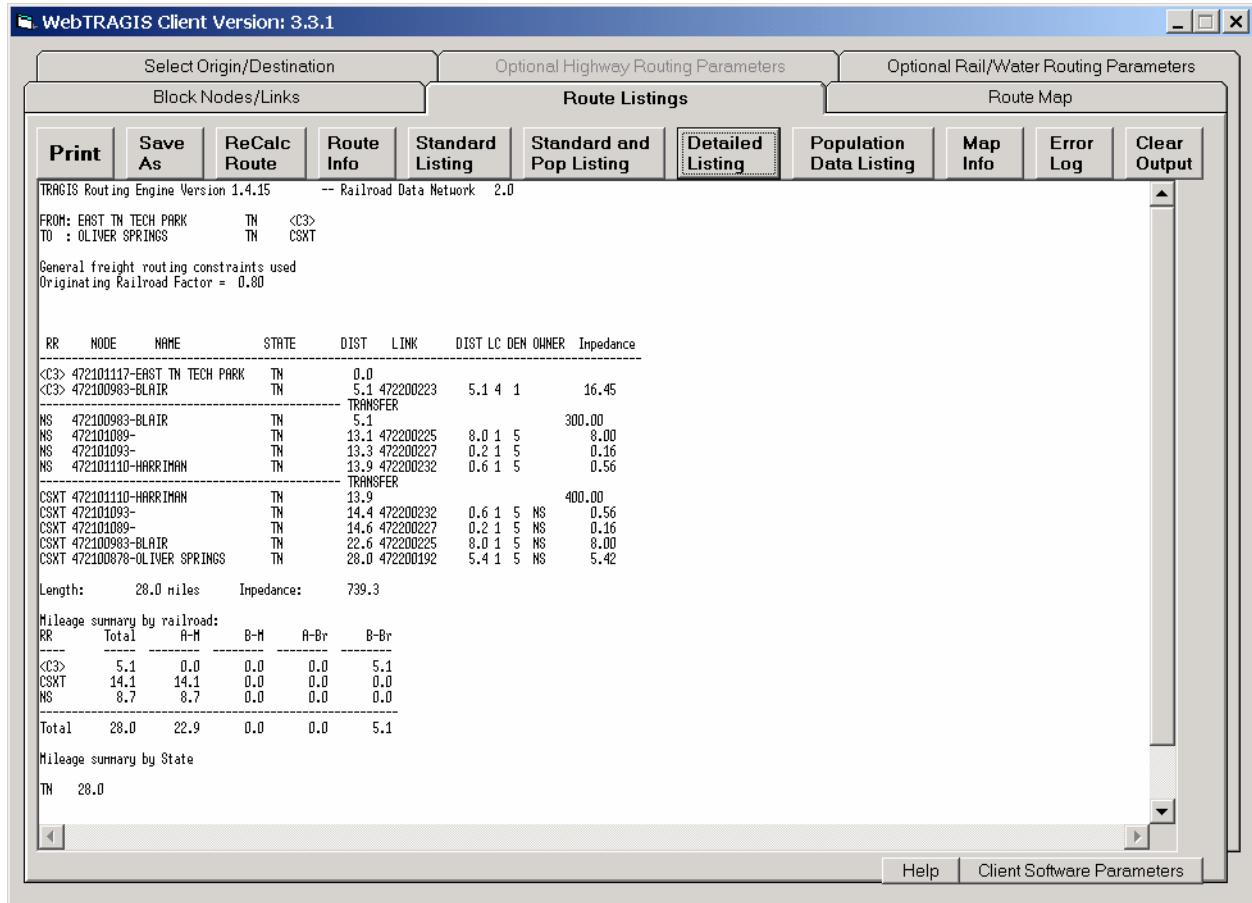 WebTRAGIS Client Version: 3.3.1
Select Origin/Destination Optional Highway Routing Parameters Optional Rail/Water Routing Parameters
Block Nodes/Links Route Listings Route Map
Print Save As ReCalc Route Route Info Standard Listing Standard and Pop Listing Detailed Listing Population Data Listing Map Info Error Log Clear Output
TRAGIS Routing Engine Version 1.4.15 -- Railroad Data Network 2.0
FROM: EAST TN TECH PARK TN <C3>
TO : OLIVER SPRINGS TN CSXT
General freight routing constraints used
Originating Railroad Factor = 0.80
RR NODE NAME STATE DIST LINK DIST LC DEN OWNER Impedance
<C3> 472101117-EAST TN TECH PARK TN 0.0
<C3> 472100983-BLAIR TN 5.1 472200223 5.1 4 1 16.45
------------------------------------------------ TRANSFER
NS 472100983-BLAIR TN 5.1 300.00
NS 472101089- TN 13.1 472200225 8.0 1 5 8.00
NS 472101093- TN 13.3 472200227 0.2 1 5 0.16
NS 472101110-HARRIMAN TN 13.9 472200232 0.6 1 5 0.56
------------------------------------------------ TRANSFER
CSXT 472101110-HARRIMAN TN 13.9 400.00
CSXT 472101093- TN 14.4 472200232 0.6 1 5 NS 0.56
CSXT 472101089- TN 14.6 472200227 0.2 1 5 NS 0.16
CSXT 472100983-BLAIR TN 22.6 472200225 8.0 1 5 NS 8.00
CSXT 472100878-OLIVER SPRINGS TN 28.0 472200192 5.4 1 5 NS 5.42
Length: 28.0 miles Impedance: 739.3
Mileage summary by railroad:
RR Total A-M B-M A-Br B-Br
---- ----- -------- -------- -------- --------
<C3> 5.1 0.0 0.0 0.0 5.1
CSXT 14.1 14.1 0.0 0.0 0.0
NS 8.7 8.7 0.0 0.0 0.0
Total 28.0 22.9 0.0 0.0 5.1
Mileage summary by State
TN 28.0
Help Client Software Parameters